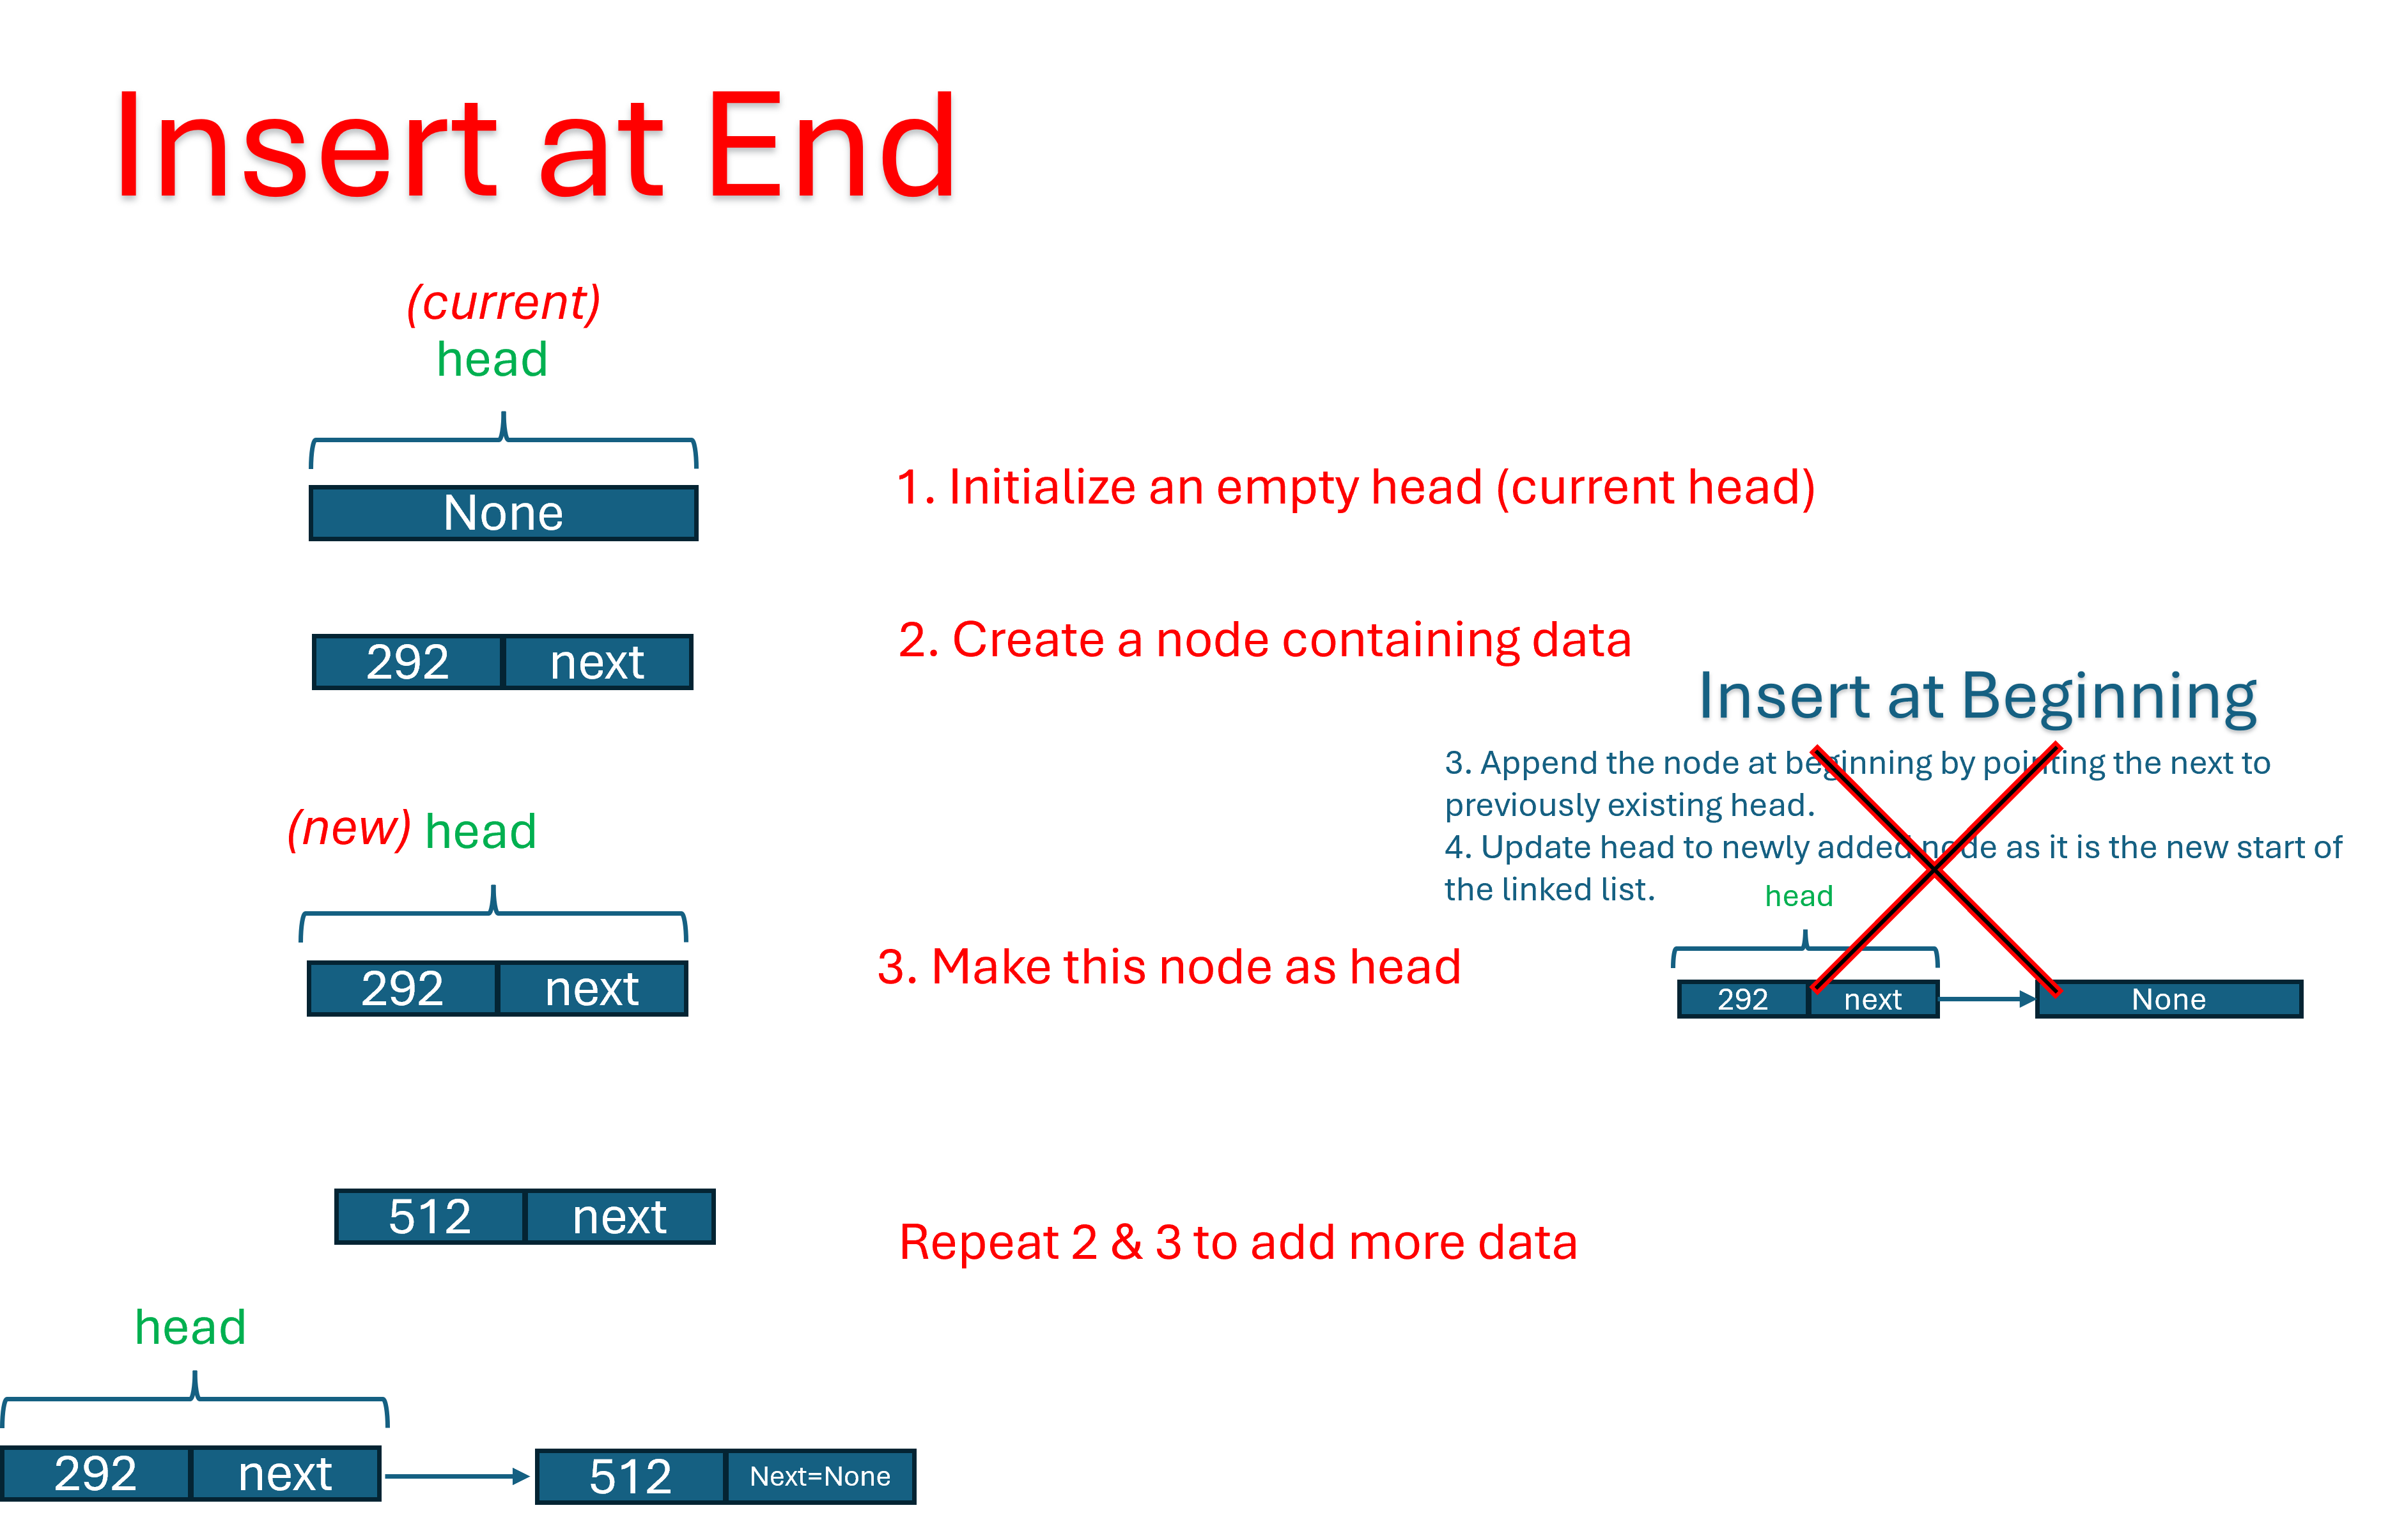 Insert at End
(current)
head
None
1. Initialize an empty head (current head)
292 next
2. Create a node containing data
Insert at Beginning
3. Append the node at beginning by pointing the next to
previously existing head.
4. Update head to newly added node as it is the new start of
the linked list.
head
292 next None
(new) head
292 next
3. Make this node as head
512 next
Repeat 2 & 3 to add more data
head
292 next 512 Next=None